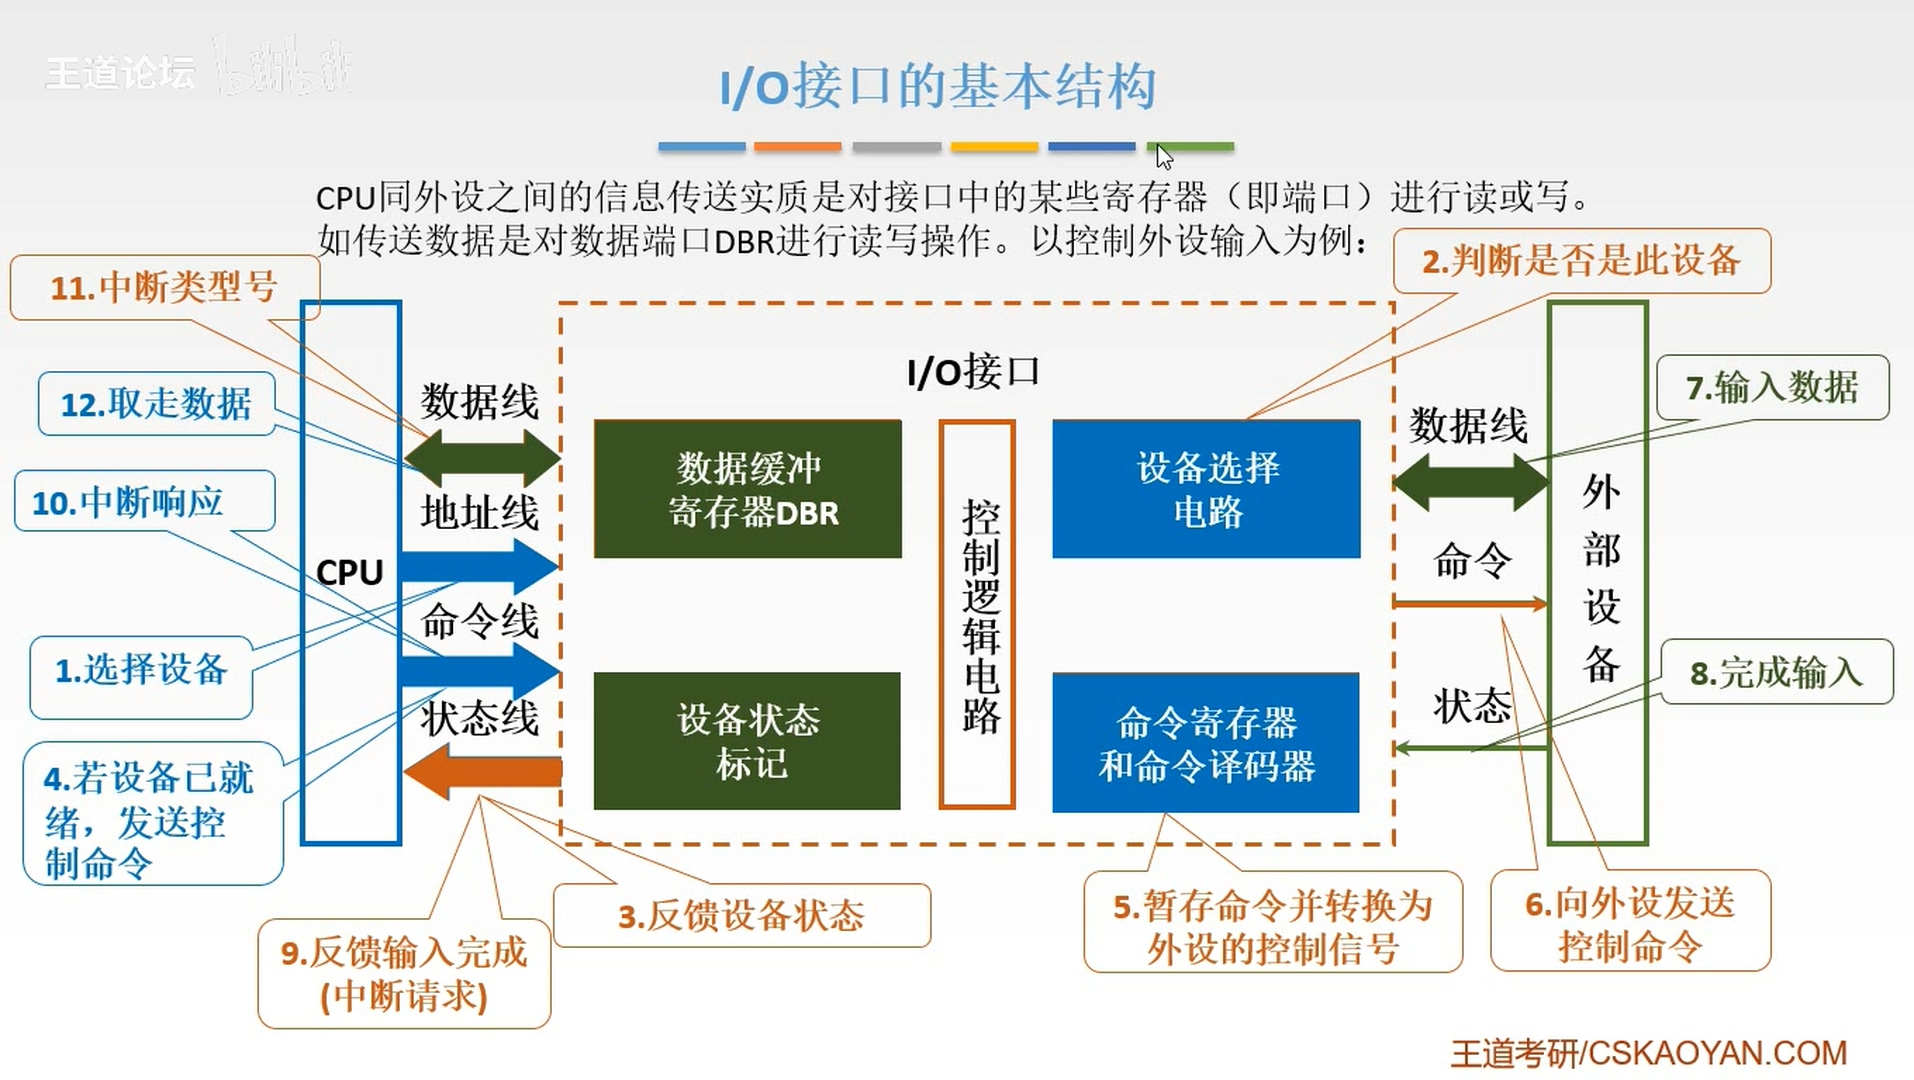 王道论坛 bilibili
I/O接口的基本结构
CPU同外设之间的信息传送实质是对接口中的某些寄存器（即端口）进行读或写。
如传送数据是对数据端口DBR进行读写操作。以控制外设输入为例：
2.判断是否是此设备
11.中断类型号
I/O接口
7.输入数据
12.取走数据
数据线
数据线
数据缓冲
寄存器DBR
设备选择
电路
10.中断响应
地址线
控制逻辑电路
外部设备
CPU
命令
命令线
1.选择设备
8.完成输入
状态线
状态
设备状态
标记
命令寄存器
和命令译码器
4.若设备已就
绪，发送控
制命令
3.反馈设备状态
5.暂存命令并转换为
外设的控制信号
6.向外设发送
控制命令
9.反馈输入完成
(中断请求)
王道考研/CSKAOYAN.COM